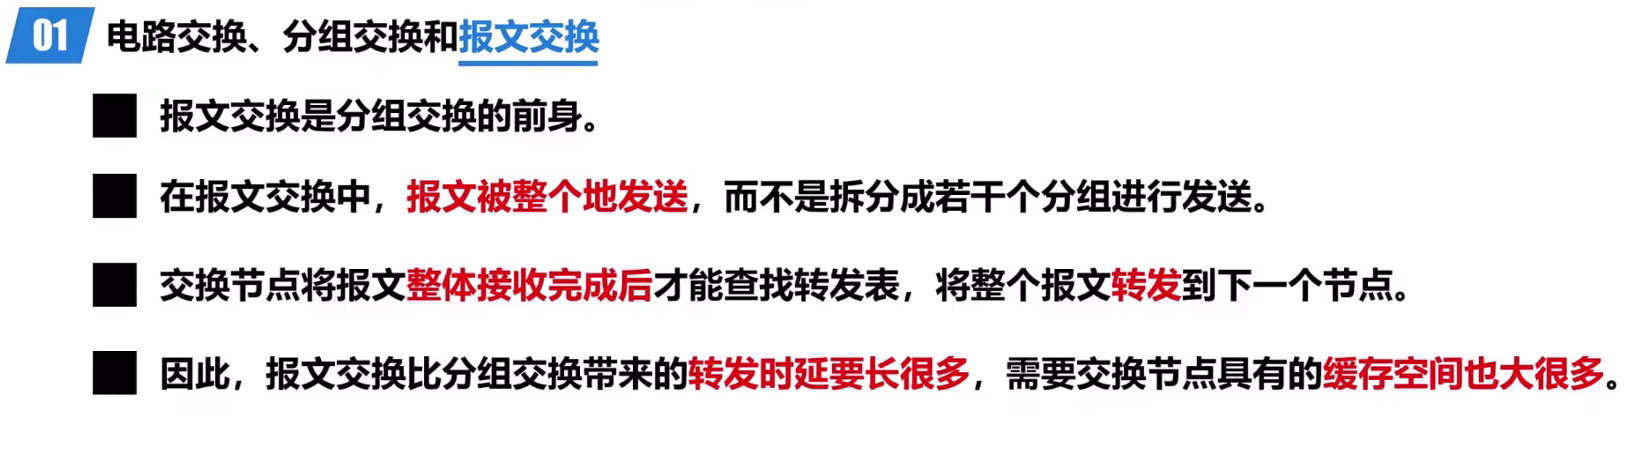 01 电路交换、分组交换和报文交换
报文交换是分组交换的前身。
在报文交换中，报文被整个地发送，而不是拆分成若干个分组进行发送。
交换节点将报文整体接收完成后才能查找转发表，将整个报文转发到下一个节点。
因此，报文交换比分组交换带来的转发时延要长很多，需要交换节点具有的缓存空间也大很多。